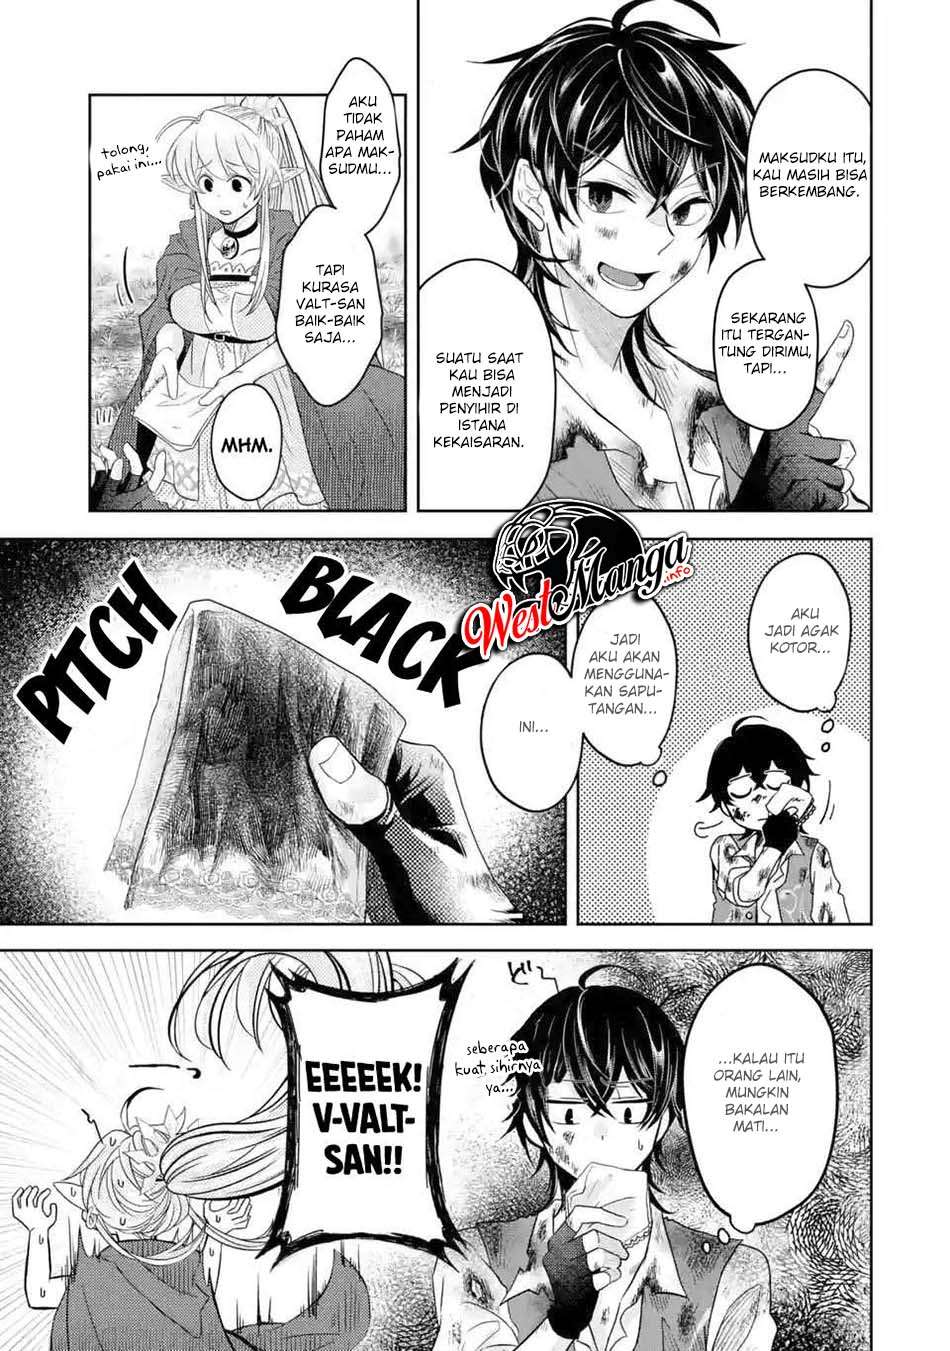 MAKSUDKU ITU,
KAU MASIH BISA
BERKEMBANG.
SEKARANG
ITU TERGAN-
TUNG DIRIMU,
TAPI...
SUATU SAAT
KAU BISA
MENJADI
PENYIHIR DI
ISTANA
KEKAISARAN.
AKU
TIDAK
PAHAM
APA MAK-
SUDMU...
tolong,
pakai ini...
TAPI
KURASA
VALT-SAN
BAIK-BAIK
SAJA...
MHM.
WestManga
.info
AKU
JADI AGAK
KOTOR...
JADI
AKU AKAN
MENGGUNA-
KAN SAPU-
TANGAN...
INI...
PITCH
BLACK
...KALAU ITU
ORANG LAIN,
MUNGKIN
BAKALAN
MATI...
ど
seberapa
kuat sihirnya
ya...
EEEEEK!
V-VALT-
SAN!!